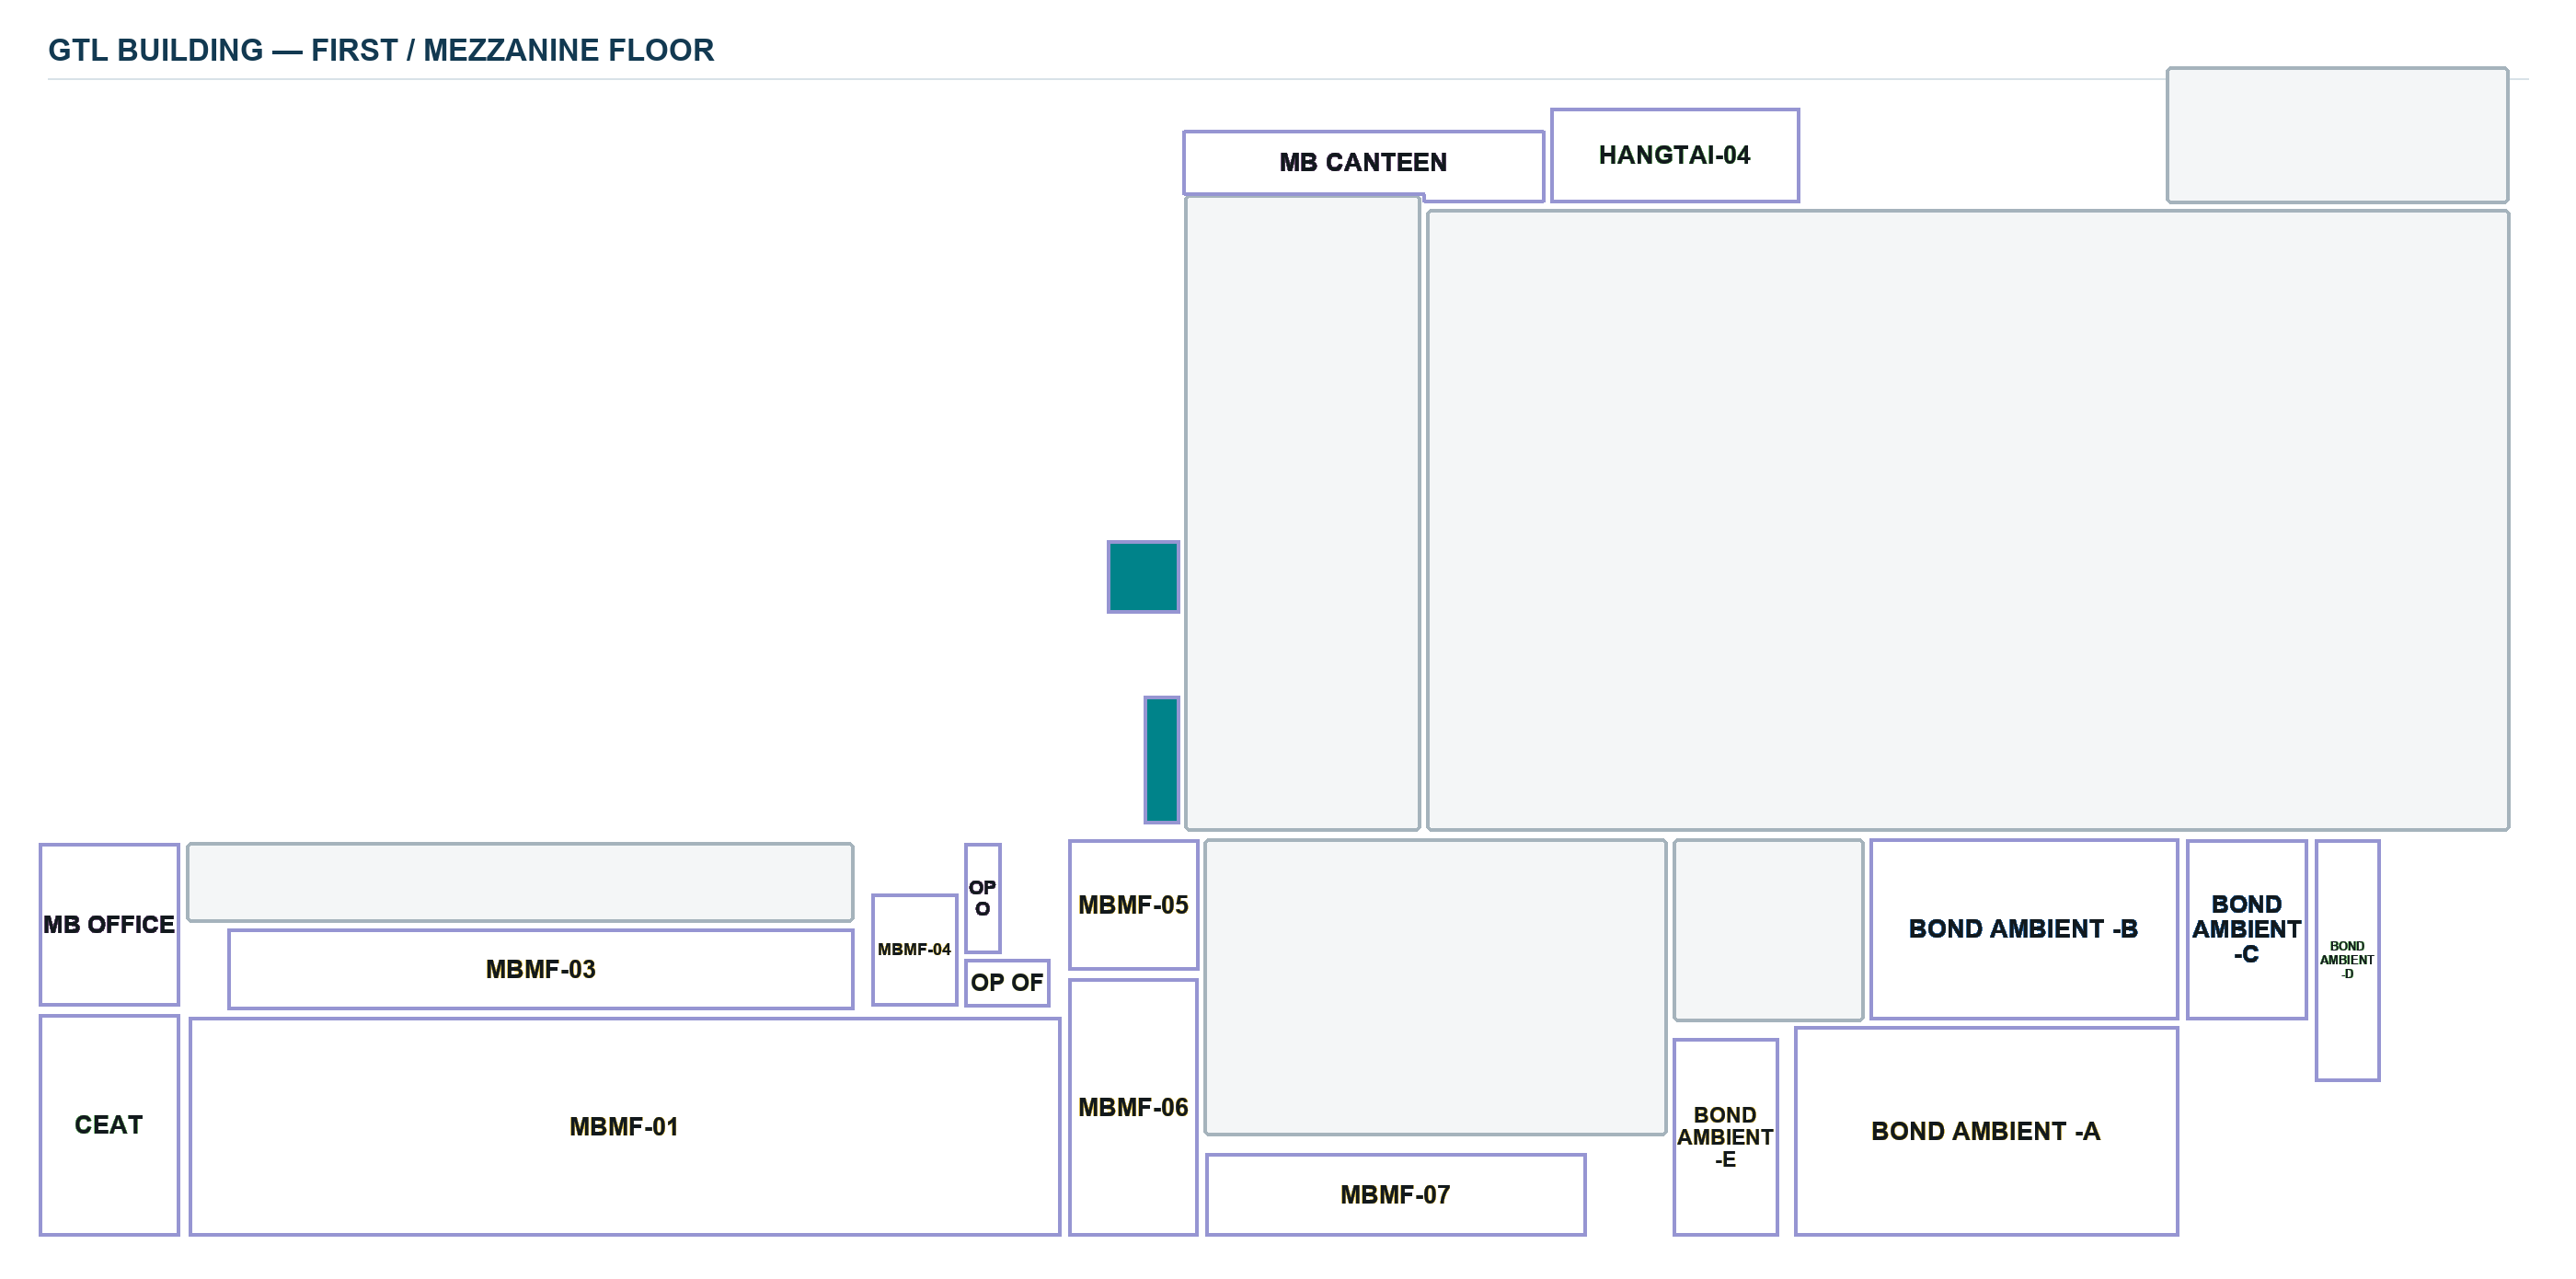 GTL BUILDING — FIRST / MEZZANINE FLOOR
MB CANTEEN
HANGTAI-04
MB OFFICE
MBMF-03
MBMF-04
OP
O
OP OF
MBMF-05
BOND AMBIENT -B
BOND
AMBIENT
-C
BOND
AMBIENT
-D
CEAT
MBMF-01
MBMF-06
MBMF-07
BOND
AMBIENT
-E
BOND AMBIENT -A